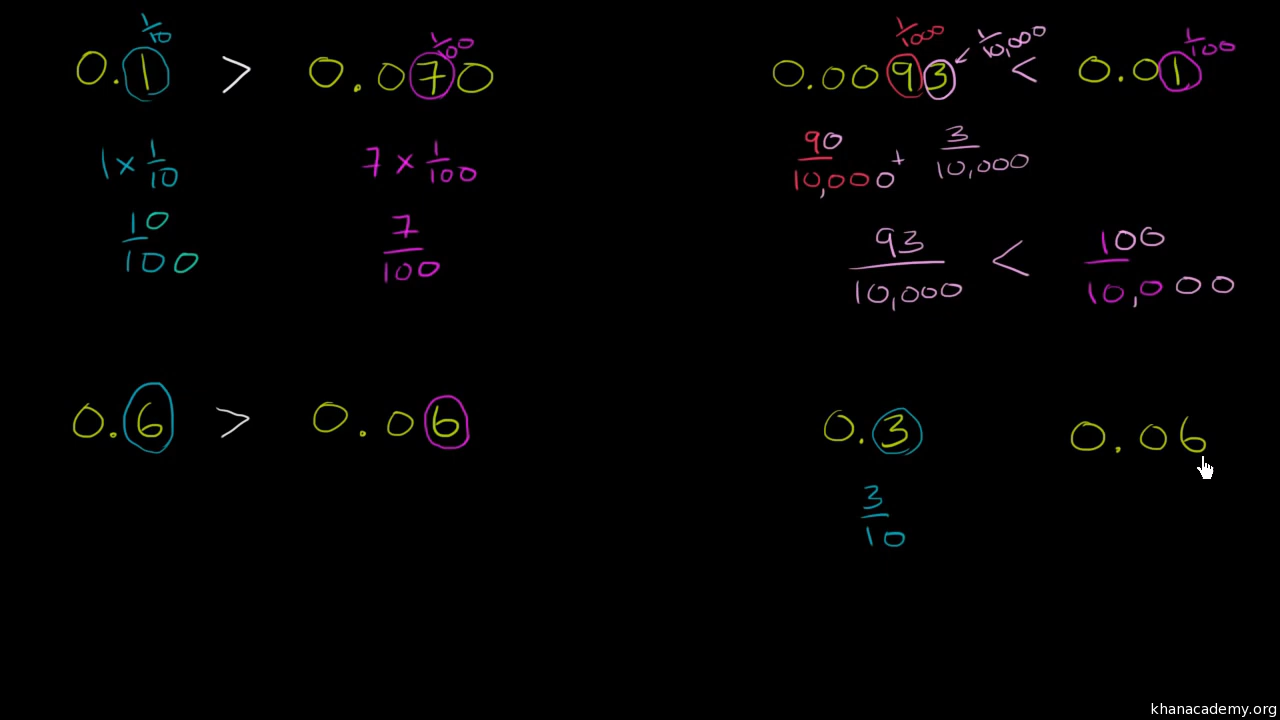 1/10
0.1 > 0.070
1/100
1 × 1/10
7 × 1/100
10/100
7/100
1/1000
1/10,000
0.0093 < 0.01
1/100
90/10,000 + 3/10,000
93/10,000 < 100/10,000
0.6 > 0.06
0.3 0.06
3/10
khanacademy.org